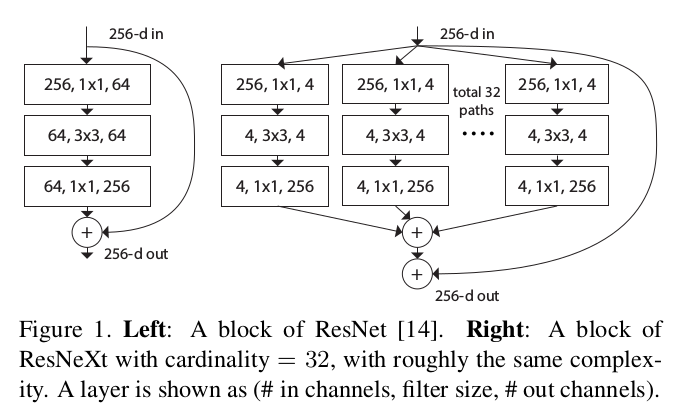 256-d in
256, 1x1, 64
64, 3x3, 64
64, 1x1, 256
+
256-d out
256-d in
256, 1x1, 4
256, 1x1, 4
total 32
paths
256, 1x1, 4
4, 3x3, 4
4, 3x3, 4
....
4, 3x3, 4
4, 1x1, 256
4, 1x1, 256
4, 1x1, 256
+
+
256-d out
Figure 1. Left: A block of ResNet [14]. Right: A block of
ResNeXt with cardinality = 32, with roughly the same complex-
ity. A layer is shown as (# in channels, filter size, # out channels).